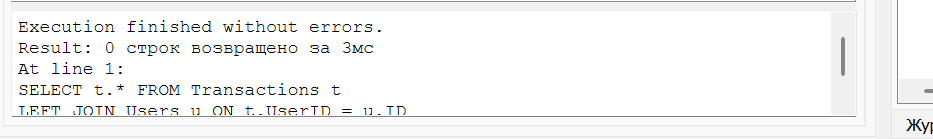 Execution finished without errors.
Result: 0 строк возвращено за 3мс
At line 1:
SELECT t.* FROM Transactions t
LEFT JOIN Users u ON t.UserID = u.ID
Жур